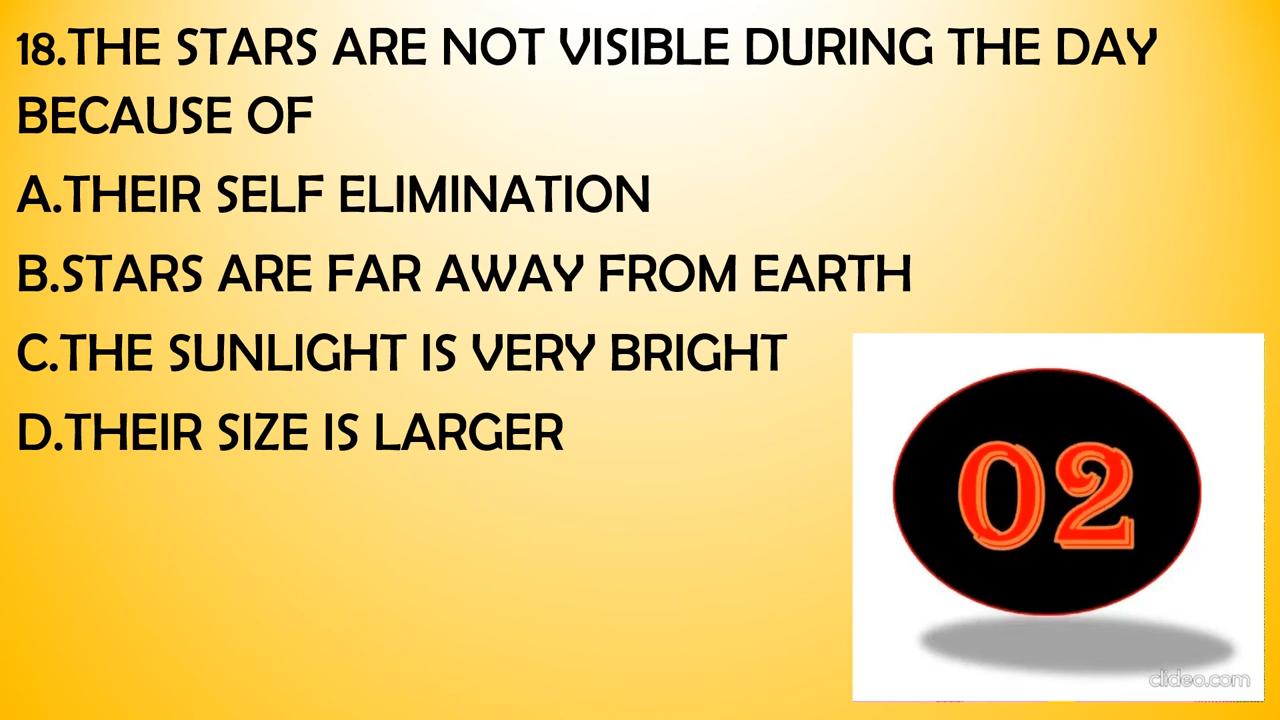 18.THE STARS ARE NOT VISIBLE DURING THE DAY
BECAUSE OF
A.THEIR SELF ELIMINATION
B.STARS ARE FAR AWAY FROM EARTH
C.THE SUNLIGHT IS VERY BRIGHT
D.THEIR SIZE IS LARGER
02
clideo.com